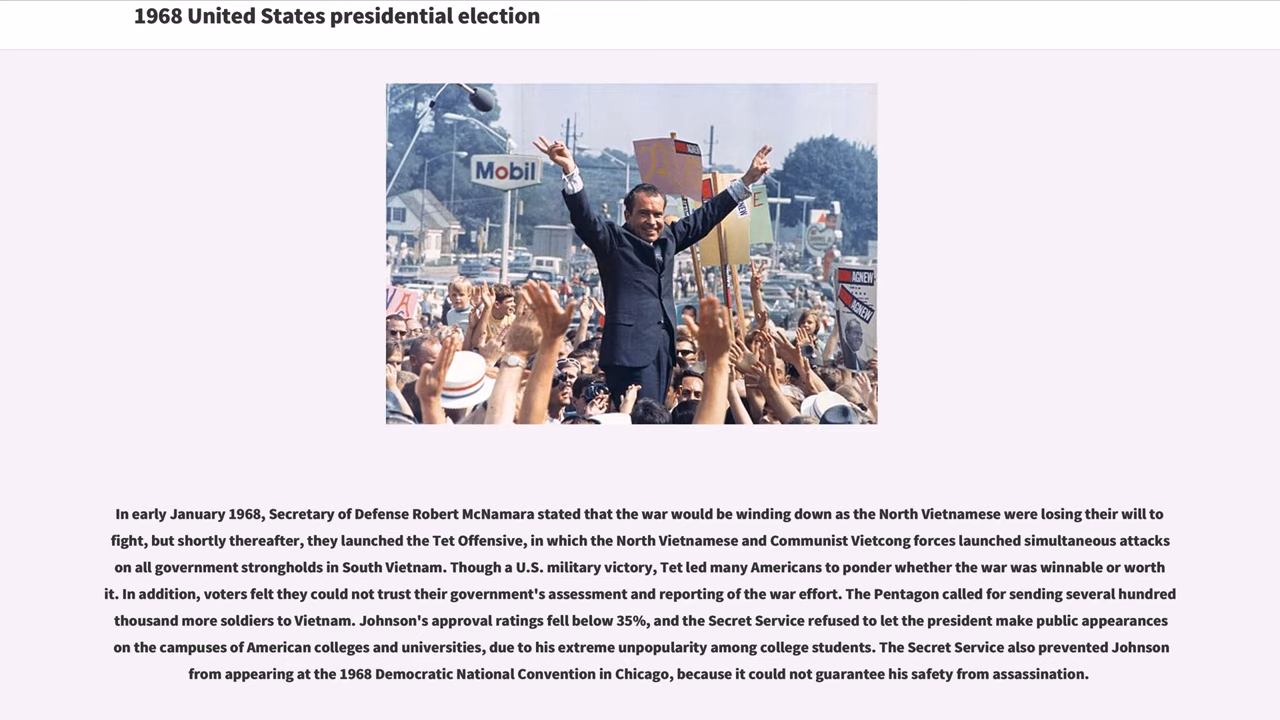 1968 United States presidential election
Mobil
AGNEW
E
AGNEW
AGNEW
AGNEW
In early January 1968, Secretary of Defense Robert McNamara stated that the war would be winding down as the North Vietnamese were losing their will to
fight, but shortly thereafter, they launched the Tet Offensive, in which the North Vietnamese and Communist Vietcong forces launched simultaneous attacks
on all government strongholds in South Vietnam. Though a U.S. military victory, Tet led many Americans to ponder whether the war was winnable or worth
it. In addition, voters felt they could not trust their government's assessment and reporting of the war effort. The Pentagon called for sending several hundred
thousand more soldiers to Vietnam. Johnson's approval ratings fell below 35%, and the Secret Service refused to let the president make public appearances
on the campuses of American colleges and universities, due to his extreme unpopularity among college students. The Secret Service also prevented Johnson
from appearing at the 1968 Democratic National Convention in Chicago, because it could not guarantee his safety from assassination.